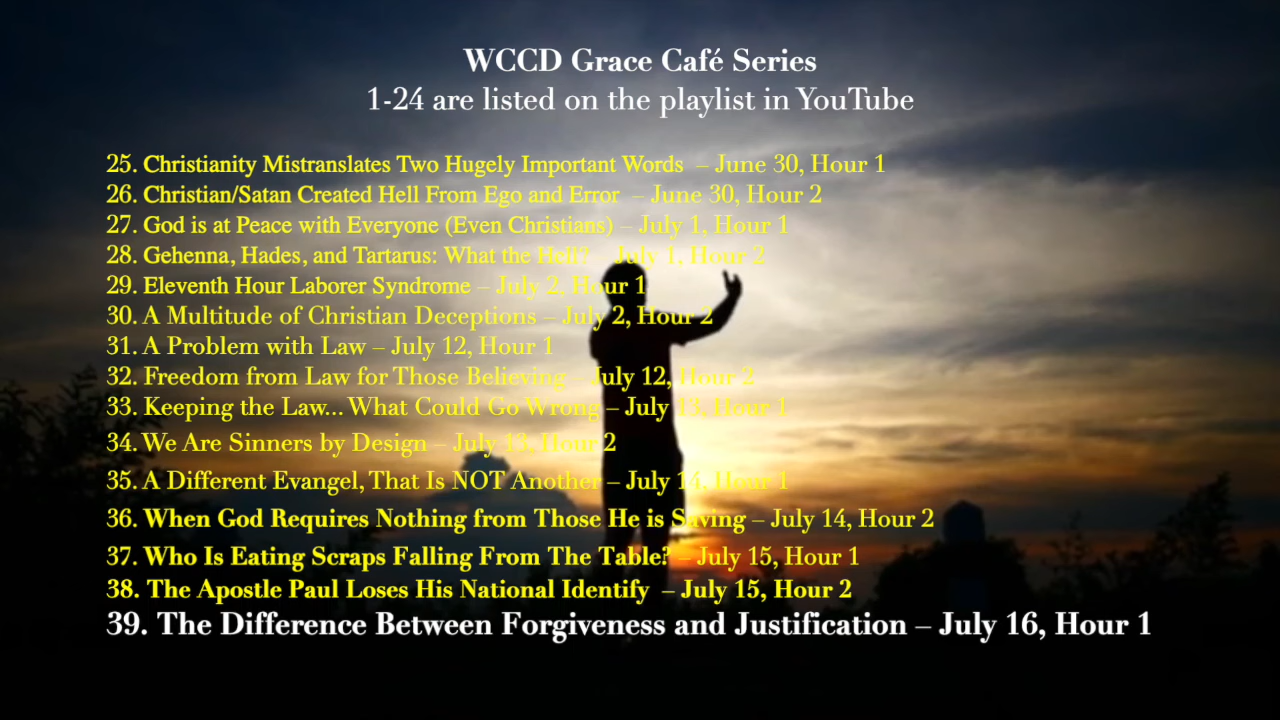 WCCD Grace Café Series
1-24 are listed on the playlist in YouTube
25. Christianity Mistranslates Two Hugely Important Words – June 30, Hour 1
26. Christian/Satan Created Hell From Ego and Error – June 30, Hour 2
27. God is at Peace with Everyone (Even Christians) – July 1, Hour 1
28. Gehenna, Hades, and Tartarus: What the Hell? – July 1, Hour 2
29. Eleventh Hour Laborer Syndrome – July 2, Hour 1
30. A Multitude of Christian Deceptions – July 2, Hour 2
31. A Problem with Law – July 12, Hour 1
32. Freedom from Law for Those Believing – July 12, Hour 2
33. Keeping the Law... What Could Go Wrong – July 13, Hour 1
34. We Are Sinners by Design – July 13, Hour 2
35. A Different Evangel, That Is NOT Another – July 14, Hour 1
36. When God Requires Nothing from Those He is Saving – July 14, Hour 2
37. Who Is Eating Scraps Falling From The Table? – July 15, Hour 1
38. The Apostle Paul Loses His National Identify – July 15, Hour 2
39. The Difference Between Forgiveness and Justification – July 16, Hour 1